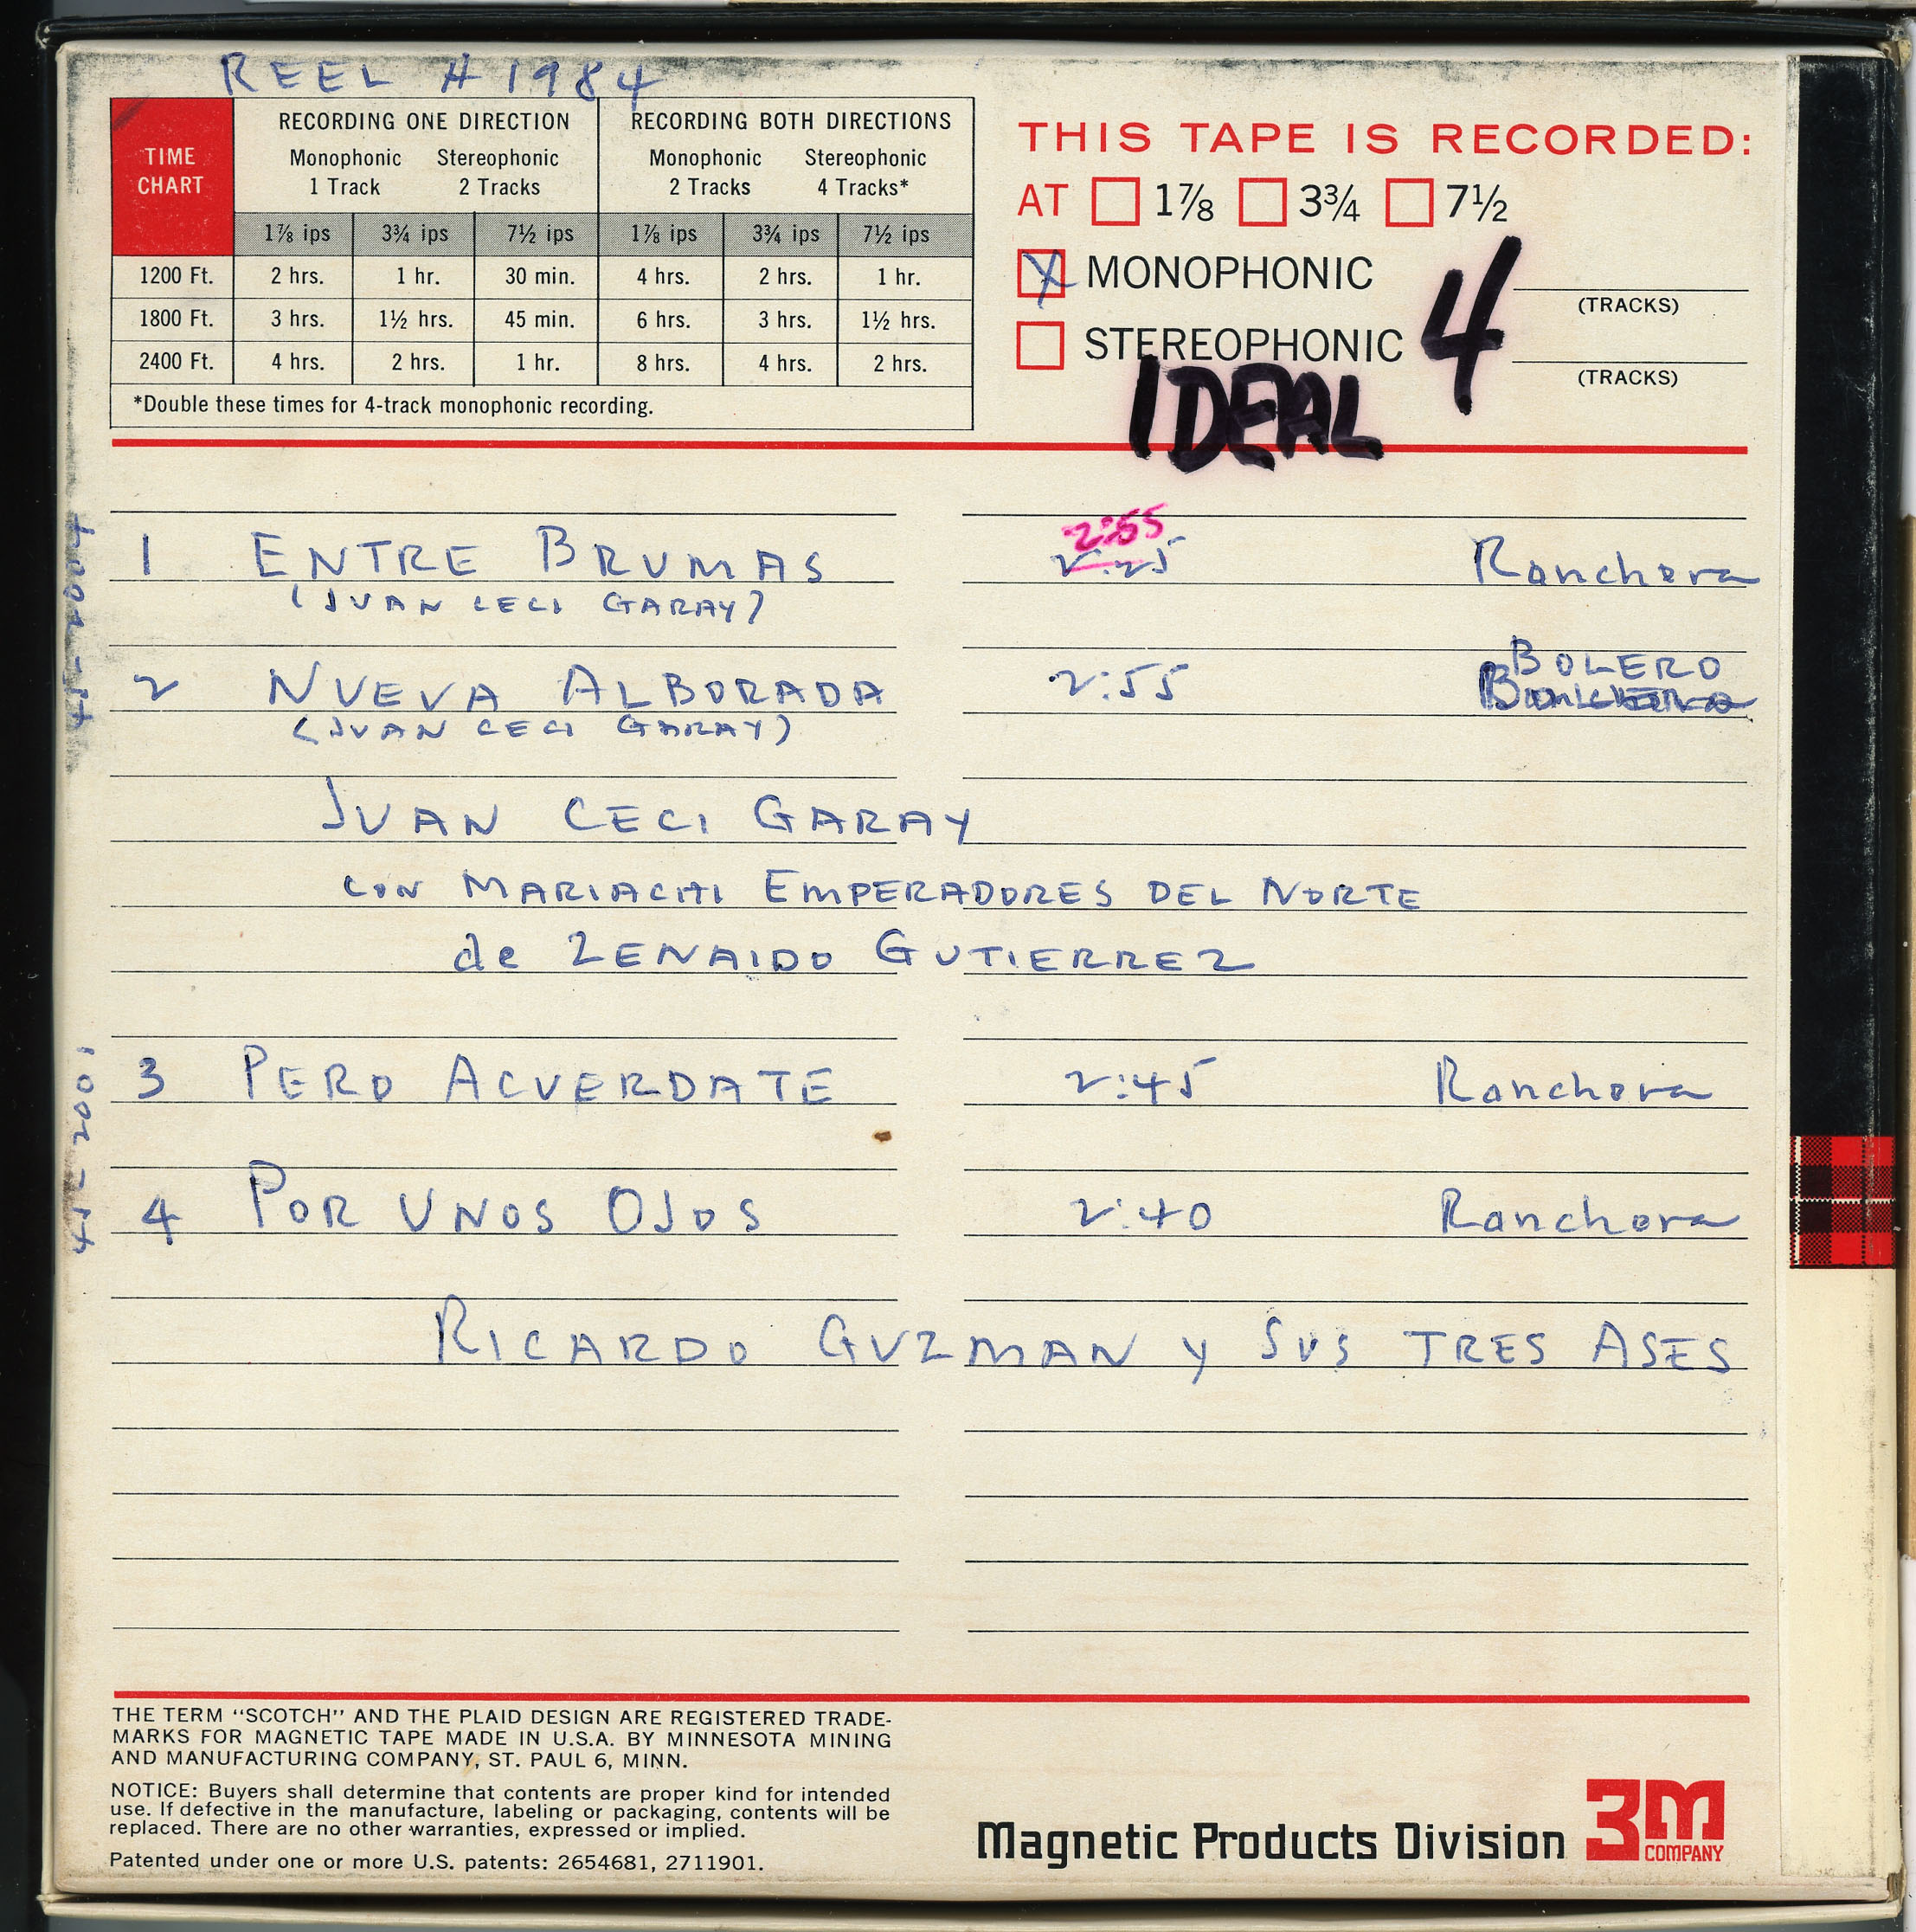 REEL # 1984
TIME CHART
RECORDING ONE DIRECTION RECORDING BOTH DIRECTIONS
Monophonic 1 Track Stereophonic 2 Tracks Monophonic 2 Tracks Stereophonic 4 Tracks*
1⅞ ips 3¾ ips 7½ ips 1⅞ ips 3¾ ips 7½ ips
1200 Ft. 2 hrs. 1 hr. 30 min. 4 hrs. 2 hrs. 1 hr.
1800 Ft. 3 hrs. 1½ hrs. 45 min. 6 hrs. 3 hrs. 1½ hrs.
2400 Ft. 4 hrs. 2 hrs. 1 hr. 8 hrs. 4 hrs. 2 hrs.
*Double these times for 4-track monophonic recording.
THIS TAPE IS RECORDED:
AT 1⅞ 3¾ 7½
X MONOPHONIC (TRACKS)
STEREOPHONIC (TRACKS)
4
IDEAL
45-2004
1 ENTRE BRUMAS 2:55 2:25 Ranchera
(JUAN CECI GARAY)
2 NUEVA ALBORADA 2:55 BOLERO
(JUAN CECI GARAY)
JUAN CECI GARAY
CON MARIACHI EMPERADORES DEL NORTE
de ZENAIDO GUTIERREZ
45-2001
3 PERO ACUERDATE 2:45 Ranchera
4 POR UNOS OJOS 2:40 Ranchera
RICARDO GUZMAN Y SUS TRES ASES
THE TERM "SCOTCH" AND THE PLAID DESIGN ARE REGISTERED TRADE-
MARKS FOR MAGNETIC TAPE MADE IN U.S.A. BY MINNESOTA MINING
AND MANUFACTURING COMPANY, ST. PAUL 6, MINN.
NOTICE: Buyers shall determine that contents are proper kind for intended
use. If defective in the manufacture, labeling or packaging, contents will be
replaced. There are no other warranties, expressed or implied.
Patented under one or more U.S. patents: 2654681, 2711901.
Magnetic Products Division 3M COMPANY